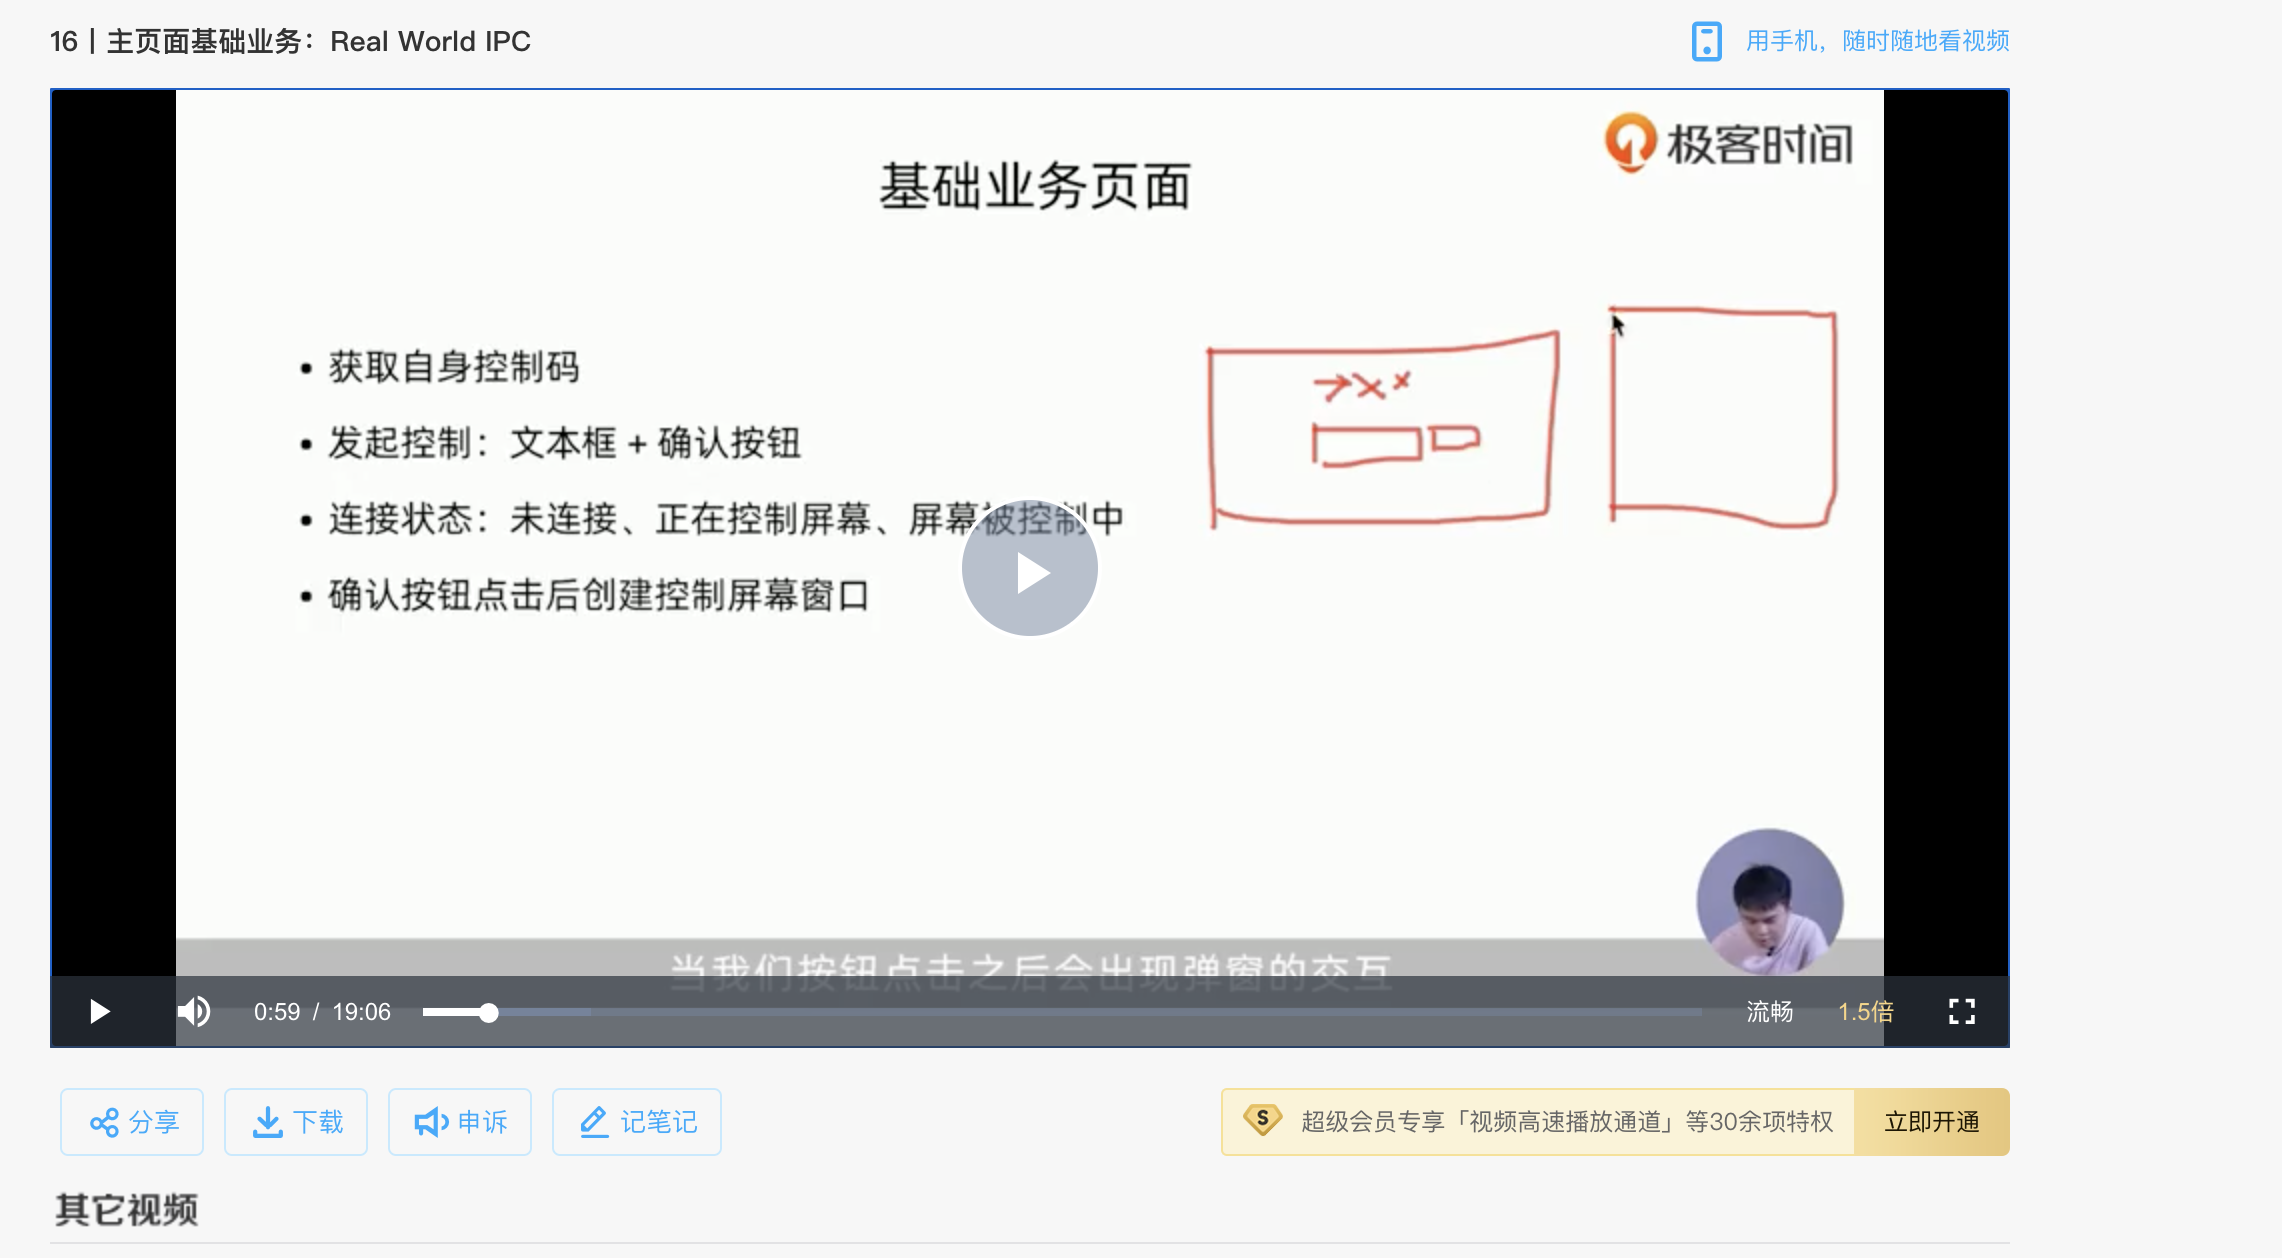 16 | 主页面基础业务：Real World IPC
用手机，随时随地看视频
极客时间
基础业务页面
• 获取自身控制码
• 发起控制：文本框 + 确认按钮
• 连接状态：未连接、正在控制屏幕、屏幕被控制中
• 确认按钮点击后创建控制屏幕窗口
当我们按钮点击之后会出现弹窗的交互
0:59 / 19:06
流畅
1.5倍
分享
下载
申诉
记笔记
S
超级会员专享「视频高速播放通道」等30余项特权
立即开通
其它视频